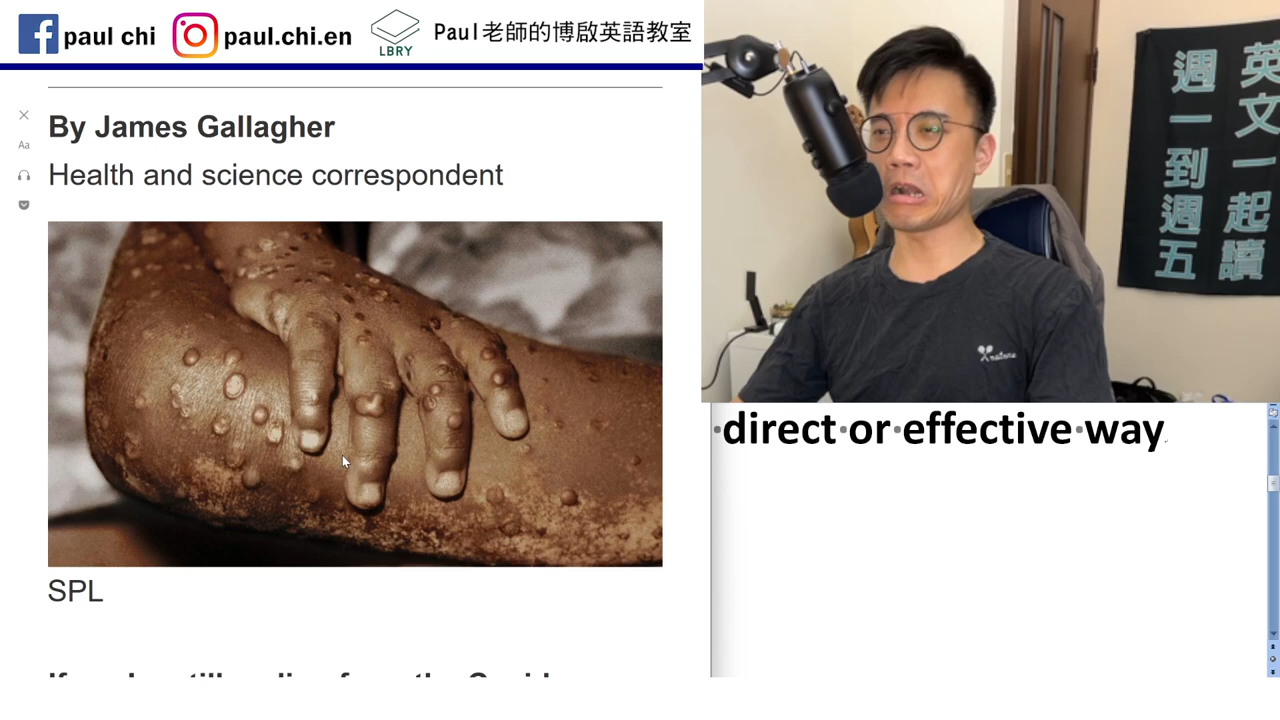 paul chi
paul.chi.en
LBRY
Paul老師的博啟英語教室
By James Gallagher
Aa
Health and science correspondent
SPL
direct or effective way
英文一起讀
週一到週五